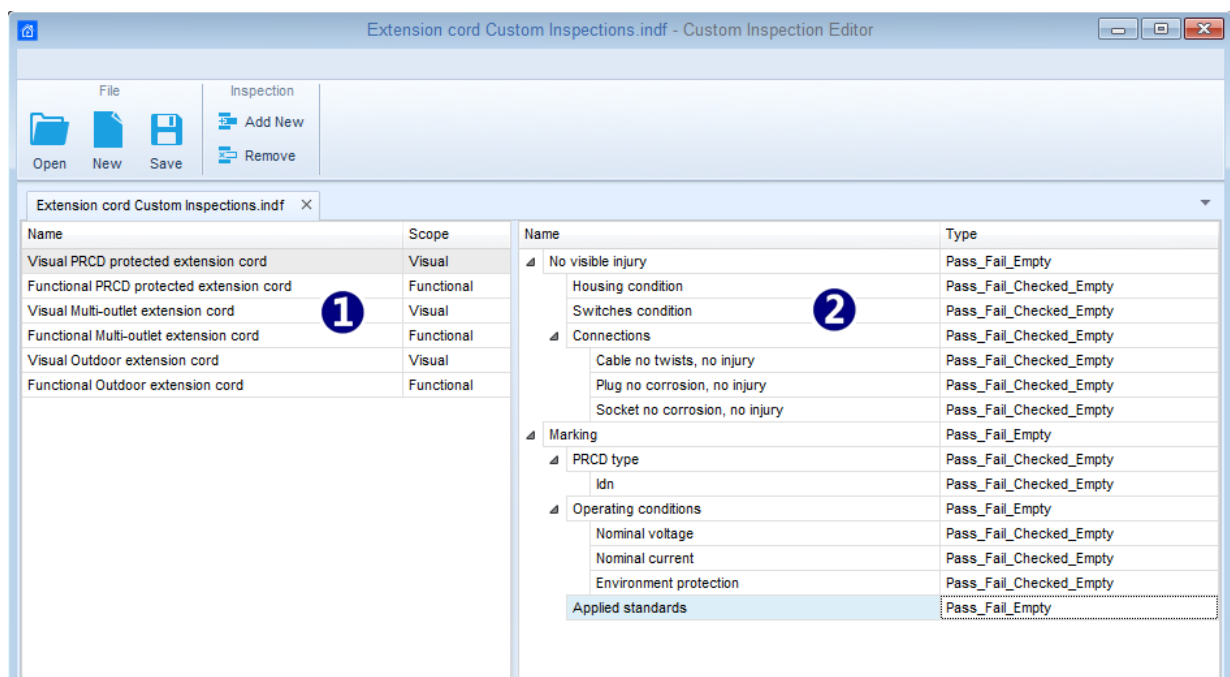 Extension cord Custom Inspections.indf - Custom Inspection Editor
File
Inspection
Open
New
Save
Add New
Remove
Extension cord Custom Inspections.indf
Name Scope
Visual PRCD protected extension cord Visual
Functional PRCD protected extension cord Functional
Visual Multi-outlet extension cord Visual
Functional Multi-outlet extension cord Functional
Visual Outdoor extension cord Visual
Functional Outdoor extension cord Functional
1
Name Type
No visible injury Pass_Fail_Empty
Housing condition Pass_Fail_Checked_Empty
Switches condition Pass_Fail_Checked_Empty
Connections Pass_Fail_Checked_Empty
Cable no twists, no injury Pass_Fail_Checked_Empty
Plug no corrosion, no injury Pass_Fail_Checked_Empty
Socket no corrosion, no injury Pass_Fail_Checked_Empty
Marking Pass_Fail_Empty
PRCD type Pass_Fail_Checked_Empty
Idn Pass_Fail_Checked_Empty
Operating conditions Pass_Fail_Empty
Nominal voltage Pass_Fail_Checked_Empty
Nominal current Pass_Fail_Checked_Empty
Environment protection Pass_Fail_Checked_Empty
Applied standards Pass_Fail_Empty
2